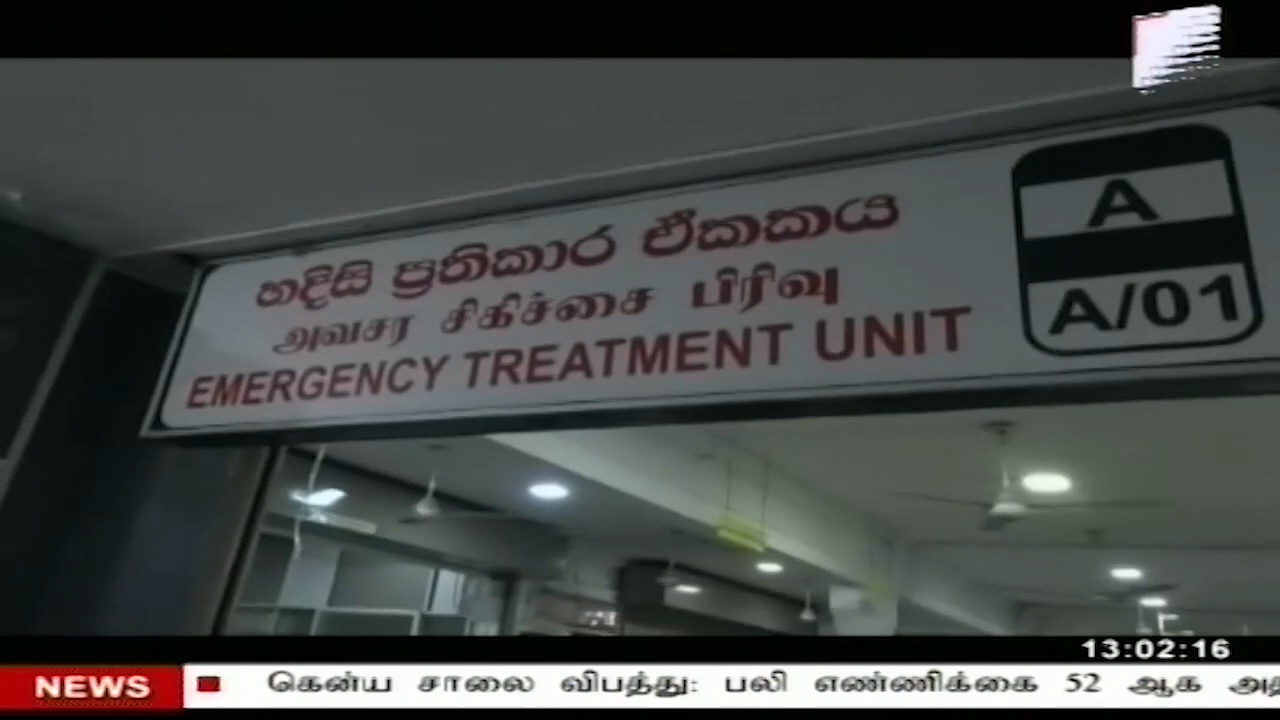 හදිසි ප්‍රතිකාර ඒකකය
அவசர சிகிச்சை பிரிவு
EMERGENCY TREATMENT UNIT
A
A/01
13:02:16
NEWS
கென்ய சாலை விபத்து: பலி எண்ணிக்கை 52 ஆக